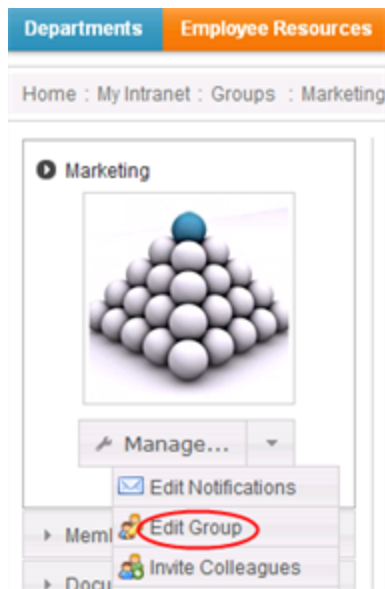 Departments Employee Resources
Home : My Intranet : Groups : Marketing
Marketing
Manage...
Edit Notifications
Edit Group
Invite Colleagues